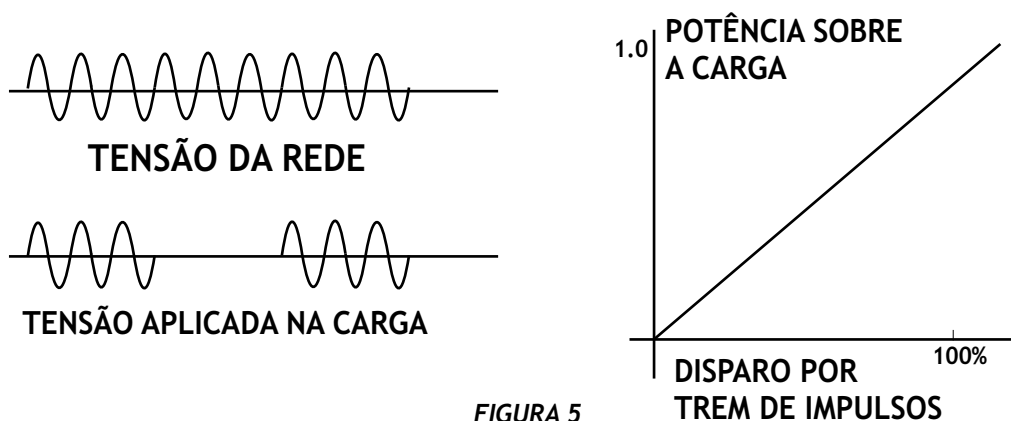 TENSÃO DA REDE
TENSÃO APLICADA NA CARGA
1.0
POTÊNCIA SOBRE
A CARGA
100%
DISPARO POR
TREM DE IMPULSOS
FIGURA 5